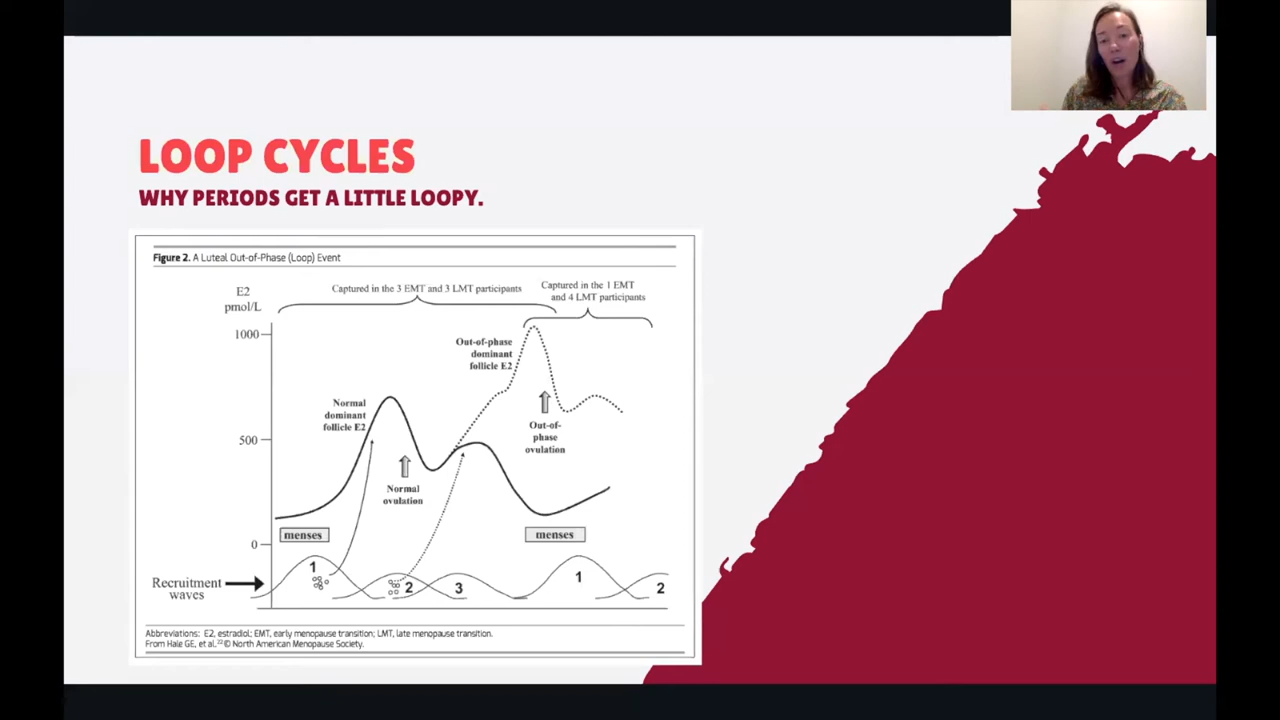 LOOP CYCLES
WHY PERIODS GET A LITTLE LOOPY.
Figure 2. A Luteal Out-of-Phase (Loop) Event
E2
pmol/L
Captured in the 3 EMT and 3 LMT participants
Captured in the 1 EMT
and 4 LMT participants
1000
Out-of-phase
dominant
follicle E2
Normal
dominant
follicle E2
500
Out-of-
phase
ovulation
Normal
ovulation
menses
menses
0
1
2
3
1
2
Recruitment
waves
Abbreviations: E2, estradiol; EMT, early menopause transition; LMT, late menopause transition.
From Hale GE, et al.²² © North American Menopause Society.